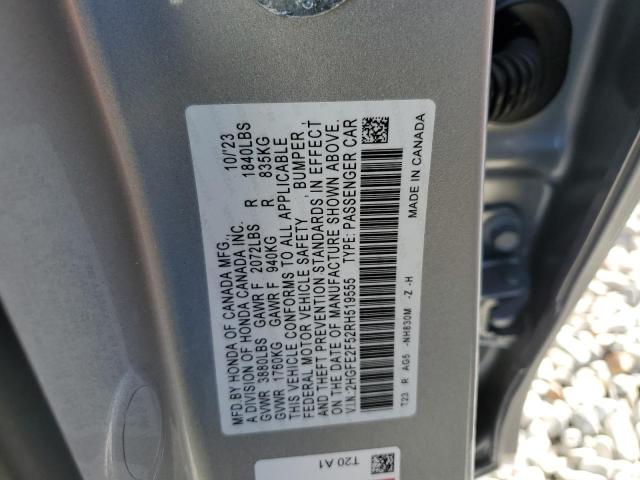 MFD. BY HONDA OF CANADA MFG. 10/'23
A DIVISION OF HONDA CANADA INC.
GVWR 3880LBS GAWR F 2072LBS R 1840LBS
GVWR 1760KG GAWR F 940KG R 835KG
THIS VEHICLE CONFORMS TO ALL APPLICABLE
FEDERAL MOTOR VEHICLE SAFETY BUMPER,
AND THEFT PREVENTION STANDARDS IN EFFECT
ON THE DATE OF MANUFACTURE SHOWN ABOVE.
V.I.N.:2HGFE2F52RH519555 TYPE: PASSENGER CAR
T23 R AG5 -NH830M -Z -H MADE IN CANADA
T20 A1